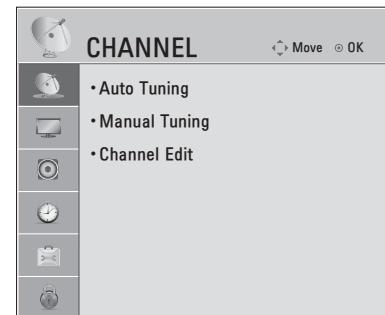 CHANNEL Move OK
• Auto Tuning
• Manual Tuning
• Channel Edit